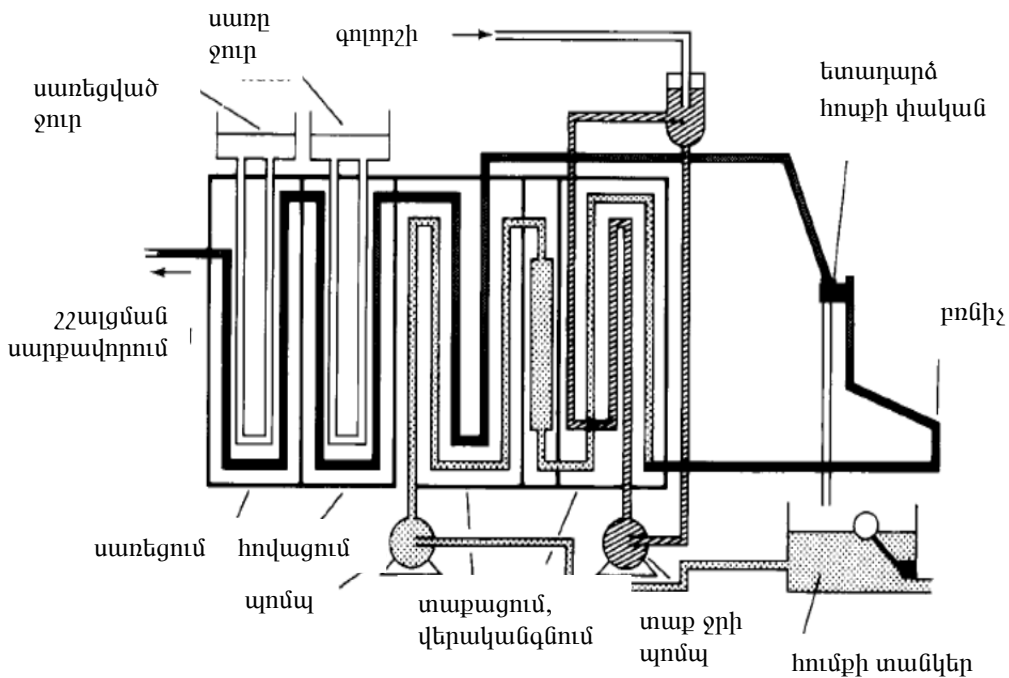 սառը
ջուր
գոլորշի
սառեցված
ջուր
ետադարձ
հոսքի փական
շշալցման
սարքավորում
բռնիչ
սառեցում
հովացում
պոմպ
տաքացում,
վերականգնում
տաք ջրի
պոմպ
հումքի տանկեր